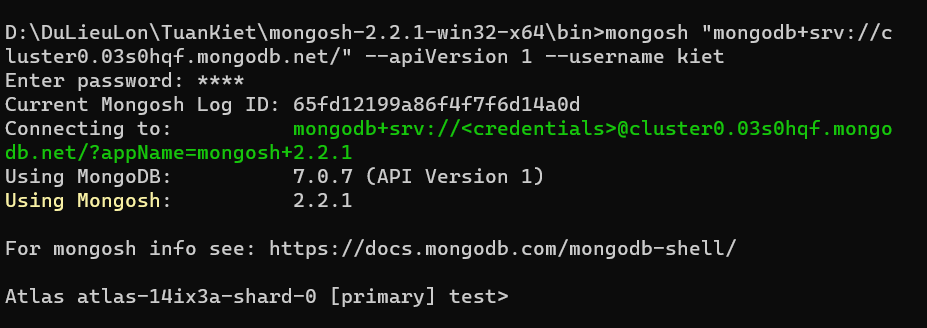 D:\DuLieuLon\TuanKiet\mongosh-2.2.1-win32-x64\bin>mongosh "mongodb+srv://c
luster0.03s0hqf.mongodb.net/" --apiVersion 1 --username kiet
Enter password: ****
Current Mongosh Log ID: 65fd12199a86f4f7f6d14a0d
Connecting to:          mongodb+srv://<credentials>@cluster0.03s0hqf.mongo
db.net/?appName=mongosh+2.2.1
Using MongoDB:          7.0.7 (API Version 1)
Using Mongosh:          2.2.1
For mongosh info see: https://docs.mongodb.com/mongodb-shell/
Atlas atlas-14ix3a-shard-0 [primary] test>